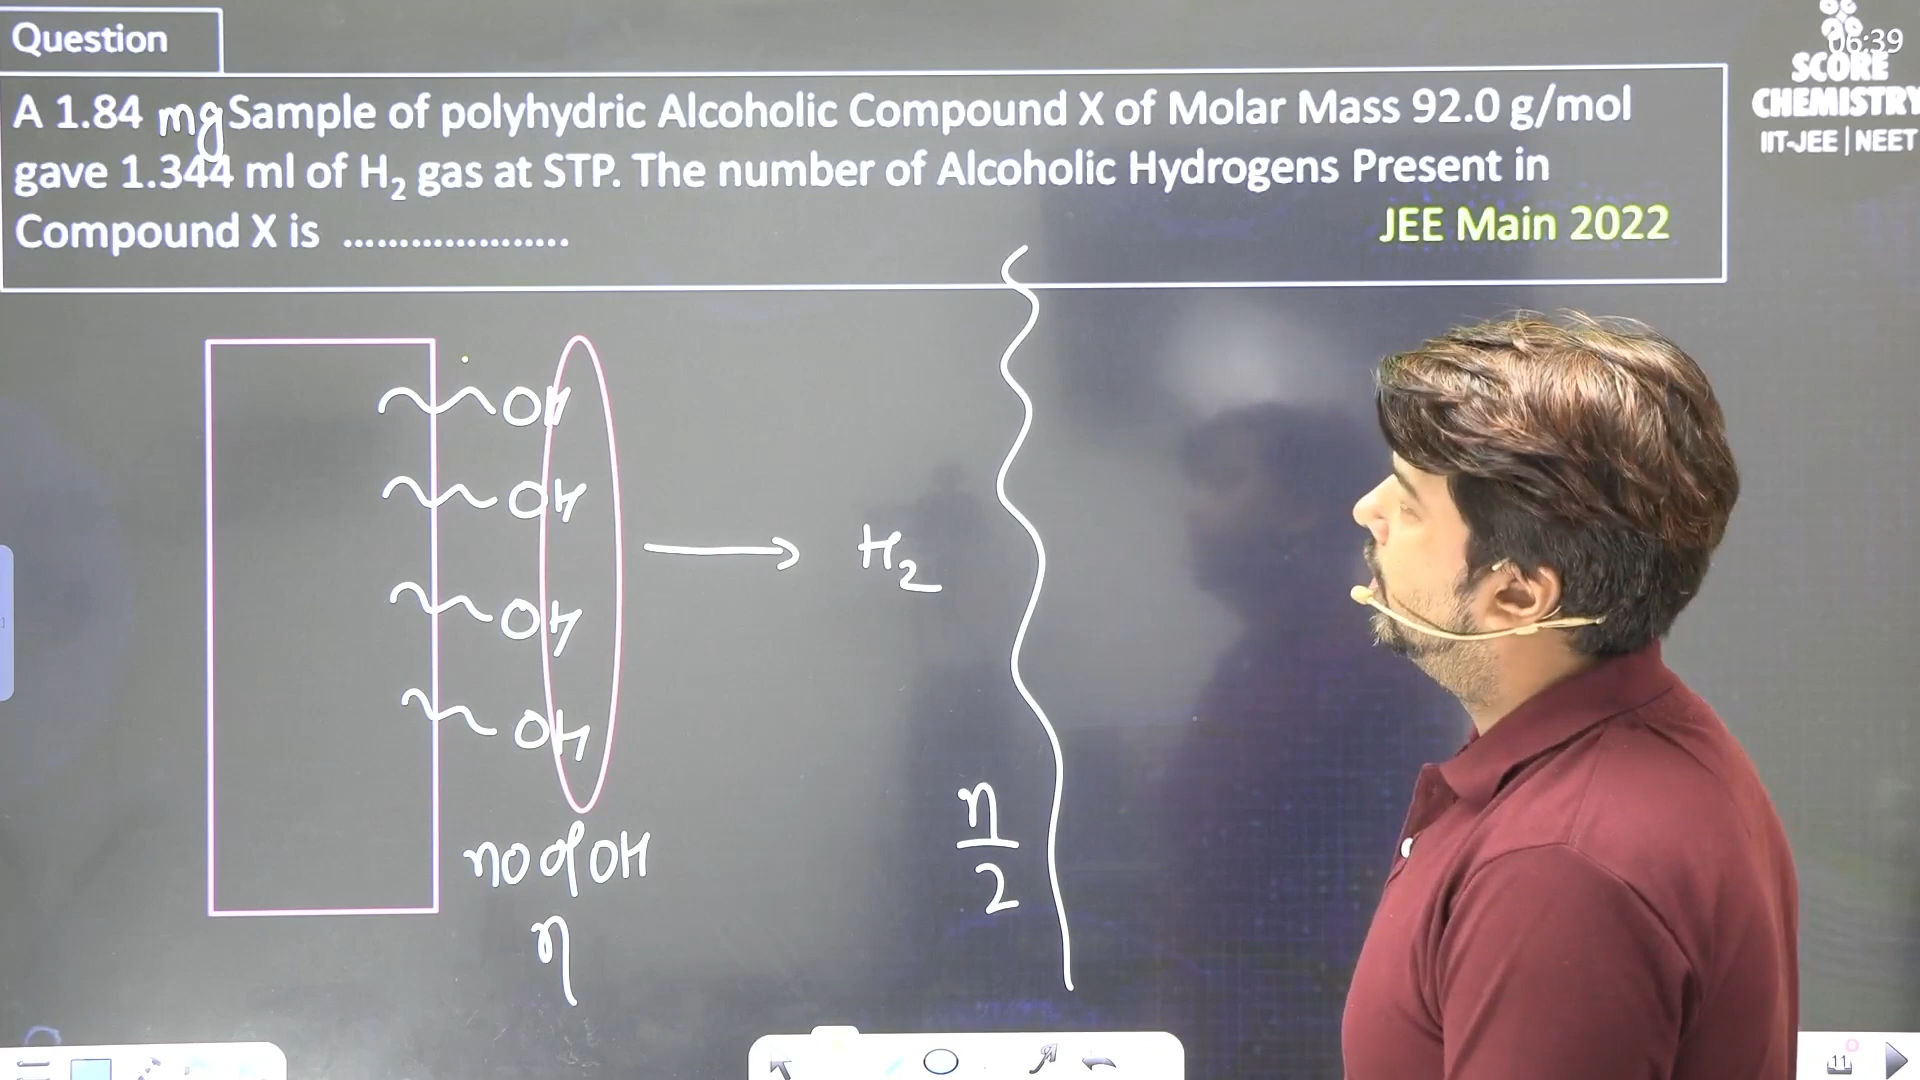 Question
06:39
SCORE
CHEMISTRY
IIT-JEE | NEET
A 1.84 mg Sample of polyhydric Alcoholic Compound X of Molar Mass 92.0 g/mol
gave 1.344 ml of H₂ gas at STP. The number of Alcoholic Hydrogens Present in
Compound X is ....................
JEE Main 2022
OH
OH
OH
OH
H₂
no of OH
n
n/2
11